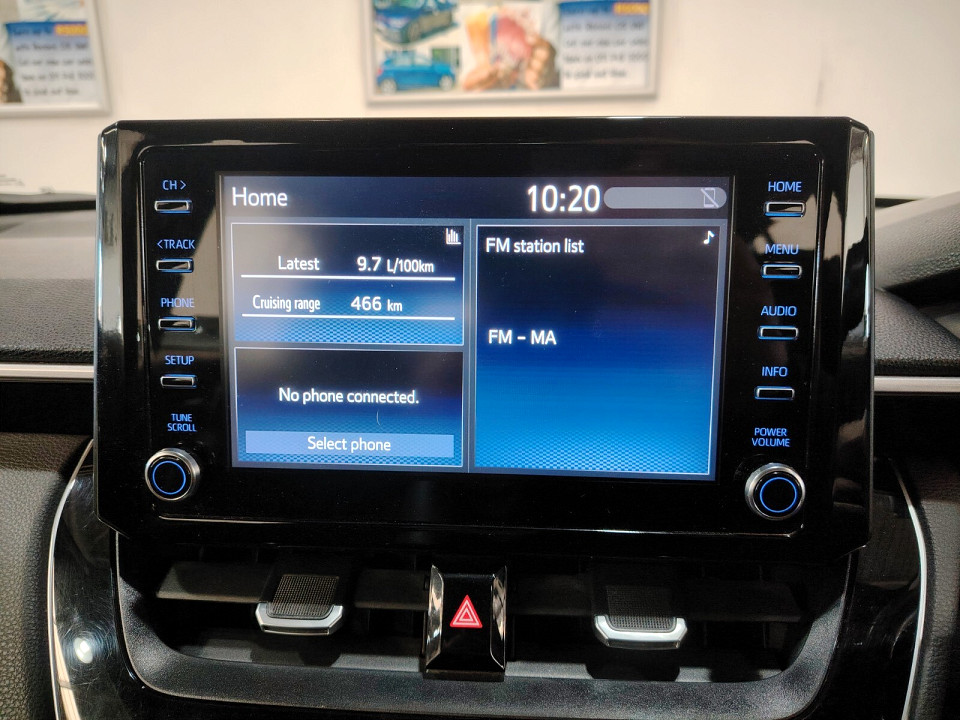 CH >
< TRACK
PHONE
SETUP
TUNE
SCROLL
Home
10:20
Latest 9.7 L/100km
Cruising range 466 km
No phone connected.
Select phone
FM station list
FM - MA
HOME
MENU
AUDIO
INFO
POWER
VOLUME